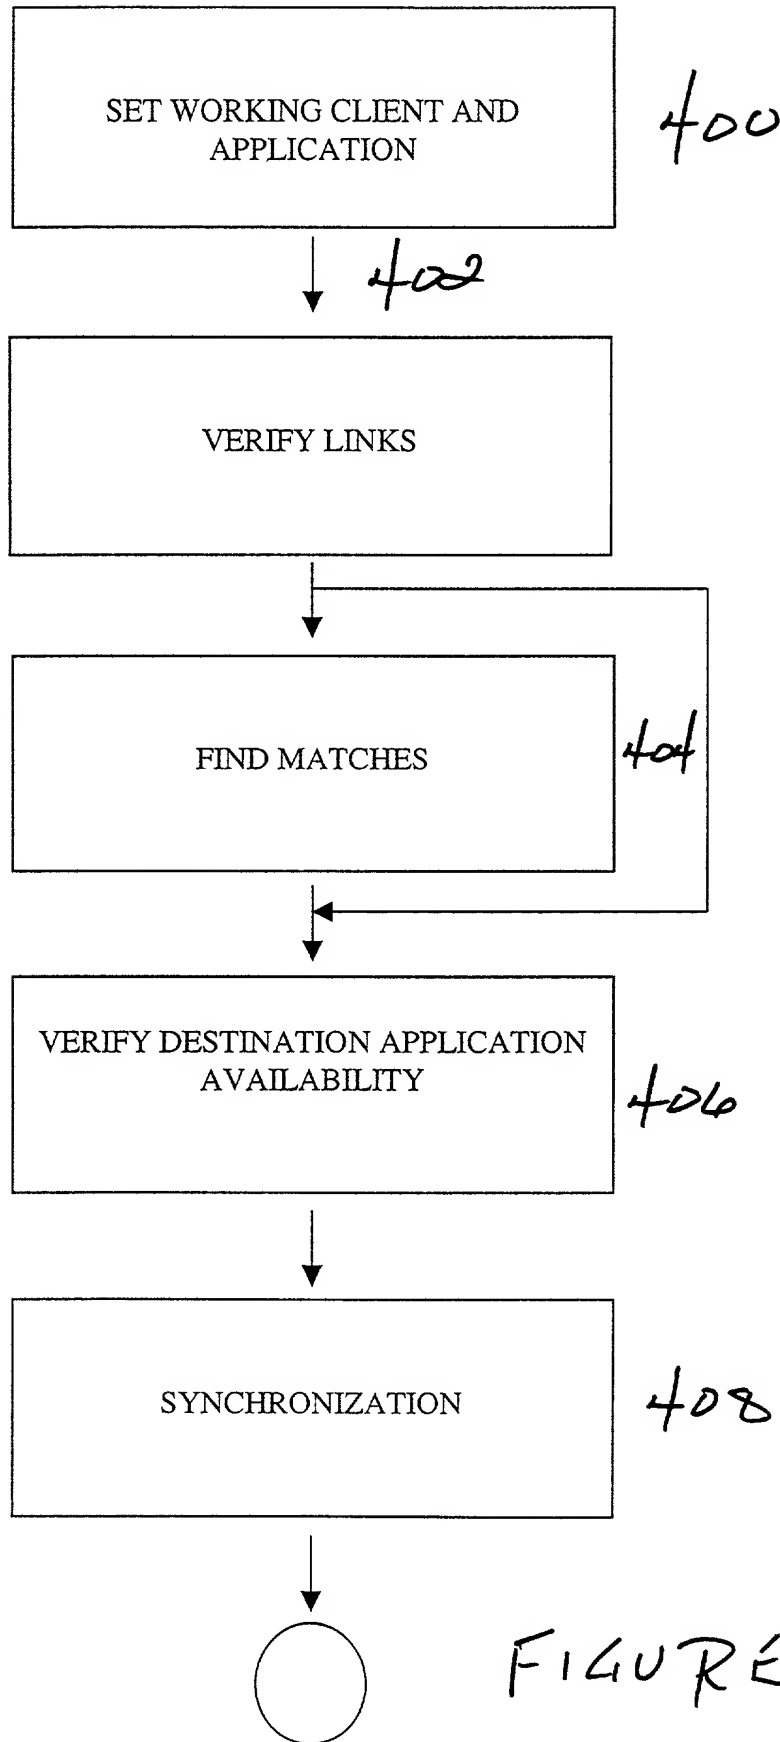 SET WORKING CLIENT AND
APPLICATION
400
402
VERIFY LINKS
FIND MATCHES
404
VERIFY DESTINATION APPLICATION
AVAILABILITY
406
SYNCHRONIZATION
408
FIGURE